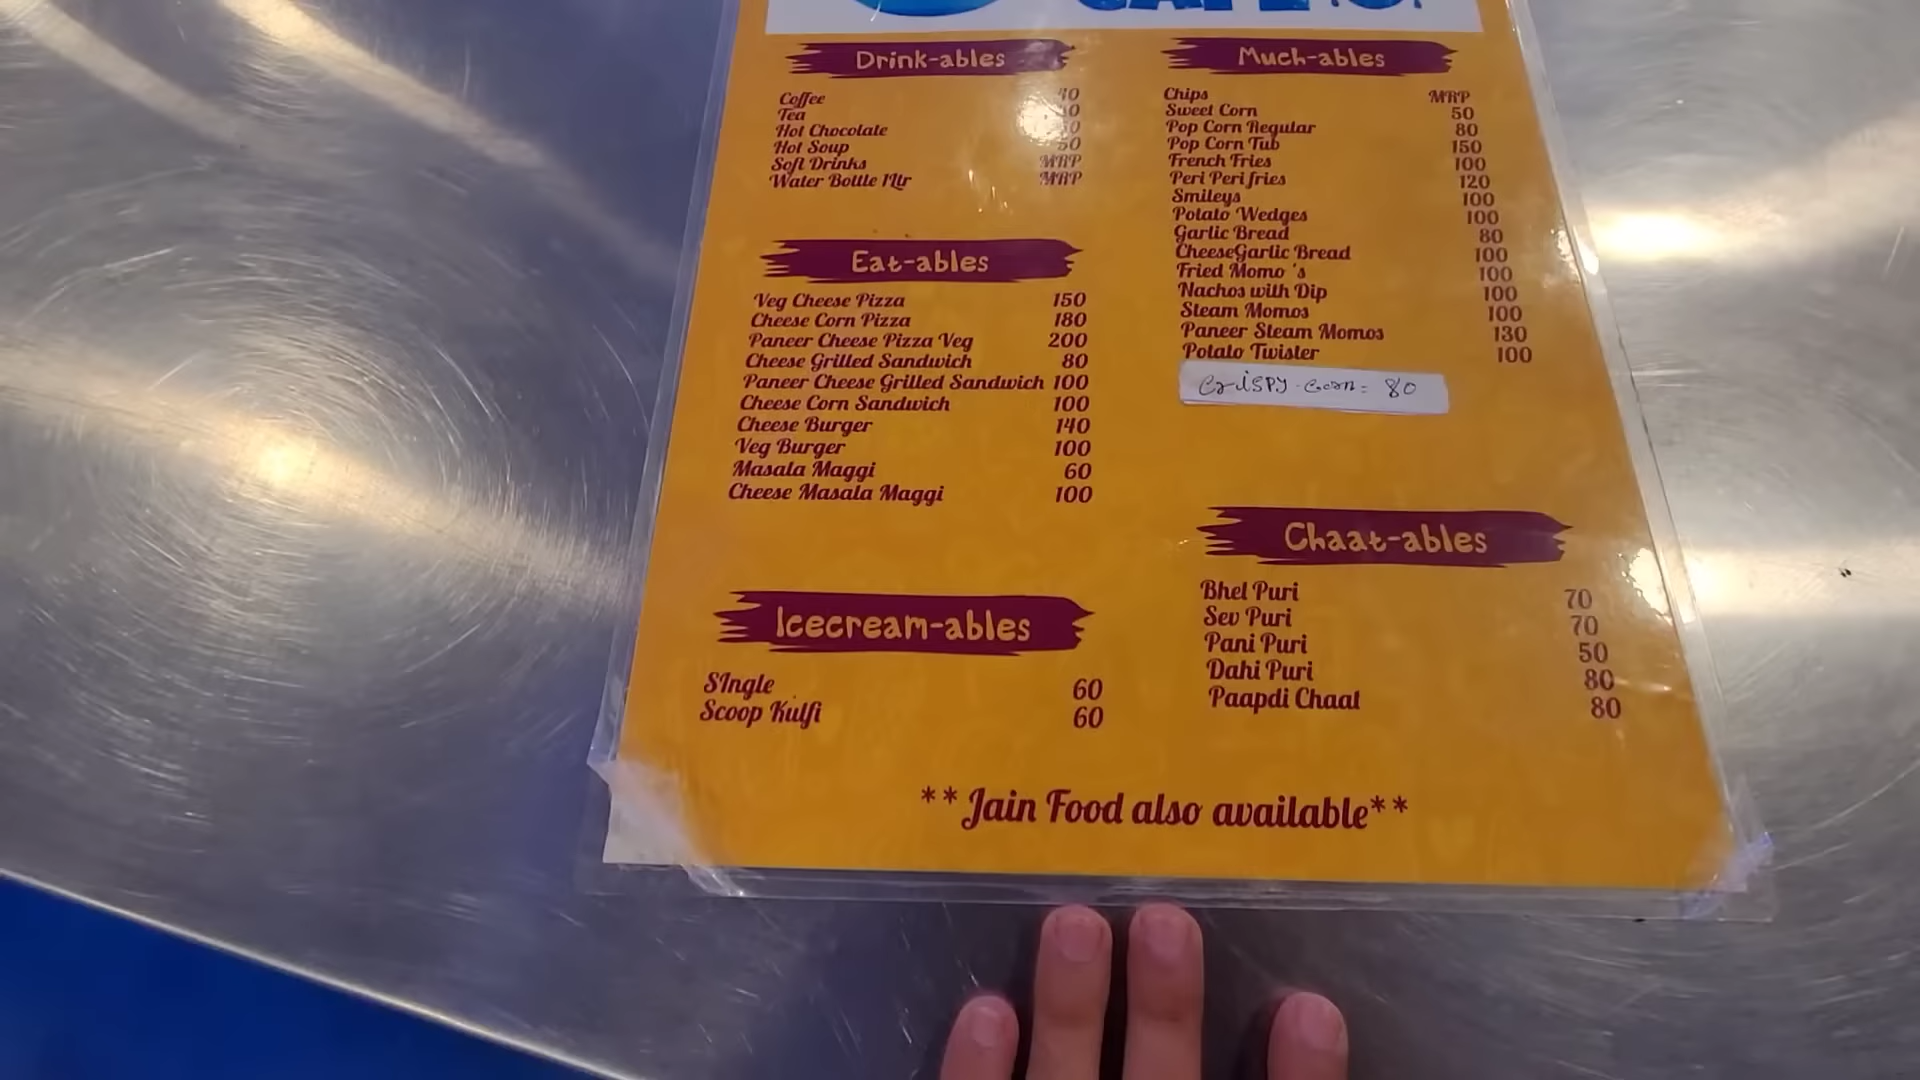 Drink-ables
Coffee 40
Tea
Hot Chocolate
Hot Soup
Soft Drinks MRP
Water Bottle 1Ltr MRP
Eat-ables
Veg Cheese Pizza 150
Cheese Corn Pizza 180
Paneer Cheese Pizza Veg 200
Cheese Grilled Sandwich 80
Paneer Cheese Grilled Sandwich 100
Cheese Corn Sandwich 100
Cheese Burger 140
Veg Burger 100
Masala Maggi 60
Cheese Masala Maggi 100
Icecream-ables
SIngle 60
Scoop Kulfi 60
Much-ables
Chips MRP
Sweet Corn 50
Pop Corn Regular 80
Pop Corn Tub 150
French Fries 100
Peri Peri fries 120
Smileys 100
Potato Wedges 100
Garlic Bread 80
CheeseGarlic Bread 100
Fried Momo 's 100
Nachos with Dip 100
Steam Momos 100
Paneer Steam Momos 130
Potato Twister 100
CriSPY Corn = 80
Chaat-ables
Bhel Puri 70
Sev Puri 70
Pani Puri 50
Dahi Puri 80
Paapdi Chaat 80
**Jain Food also available**